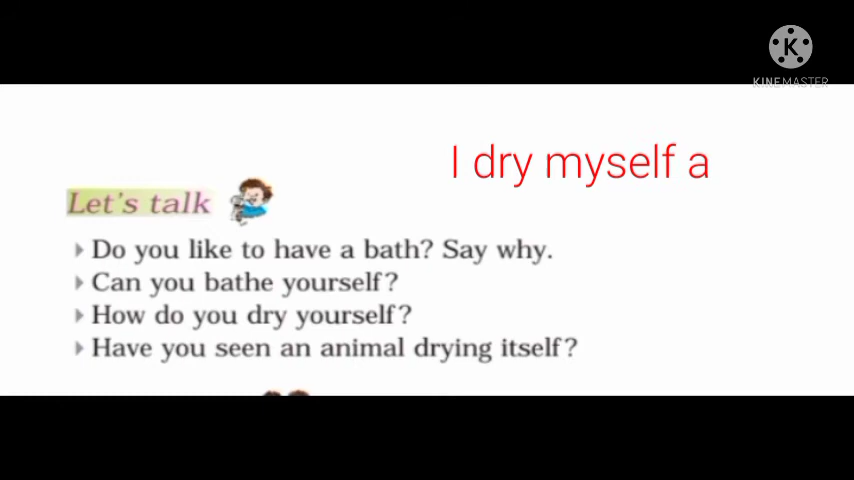 K
KINEMASTER
I dry myself a
Let's talk
Do you like to have a bath? Say why.
Can you bathe yourself?
How do you dry yourself?
Have you seen an animal drying itself?